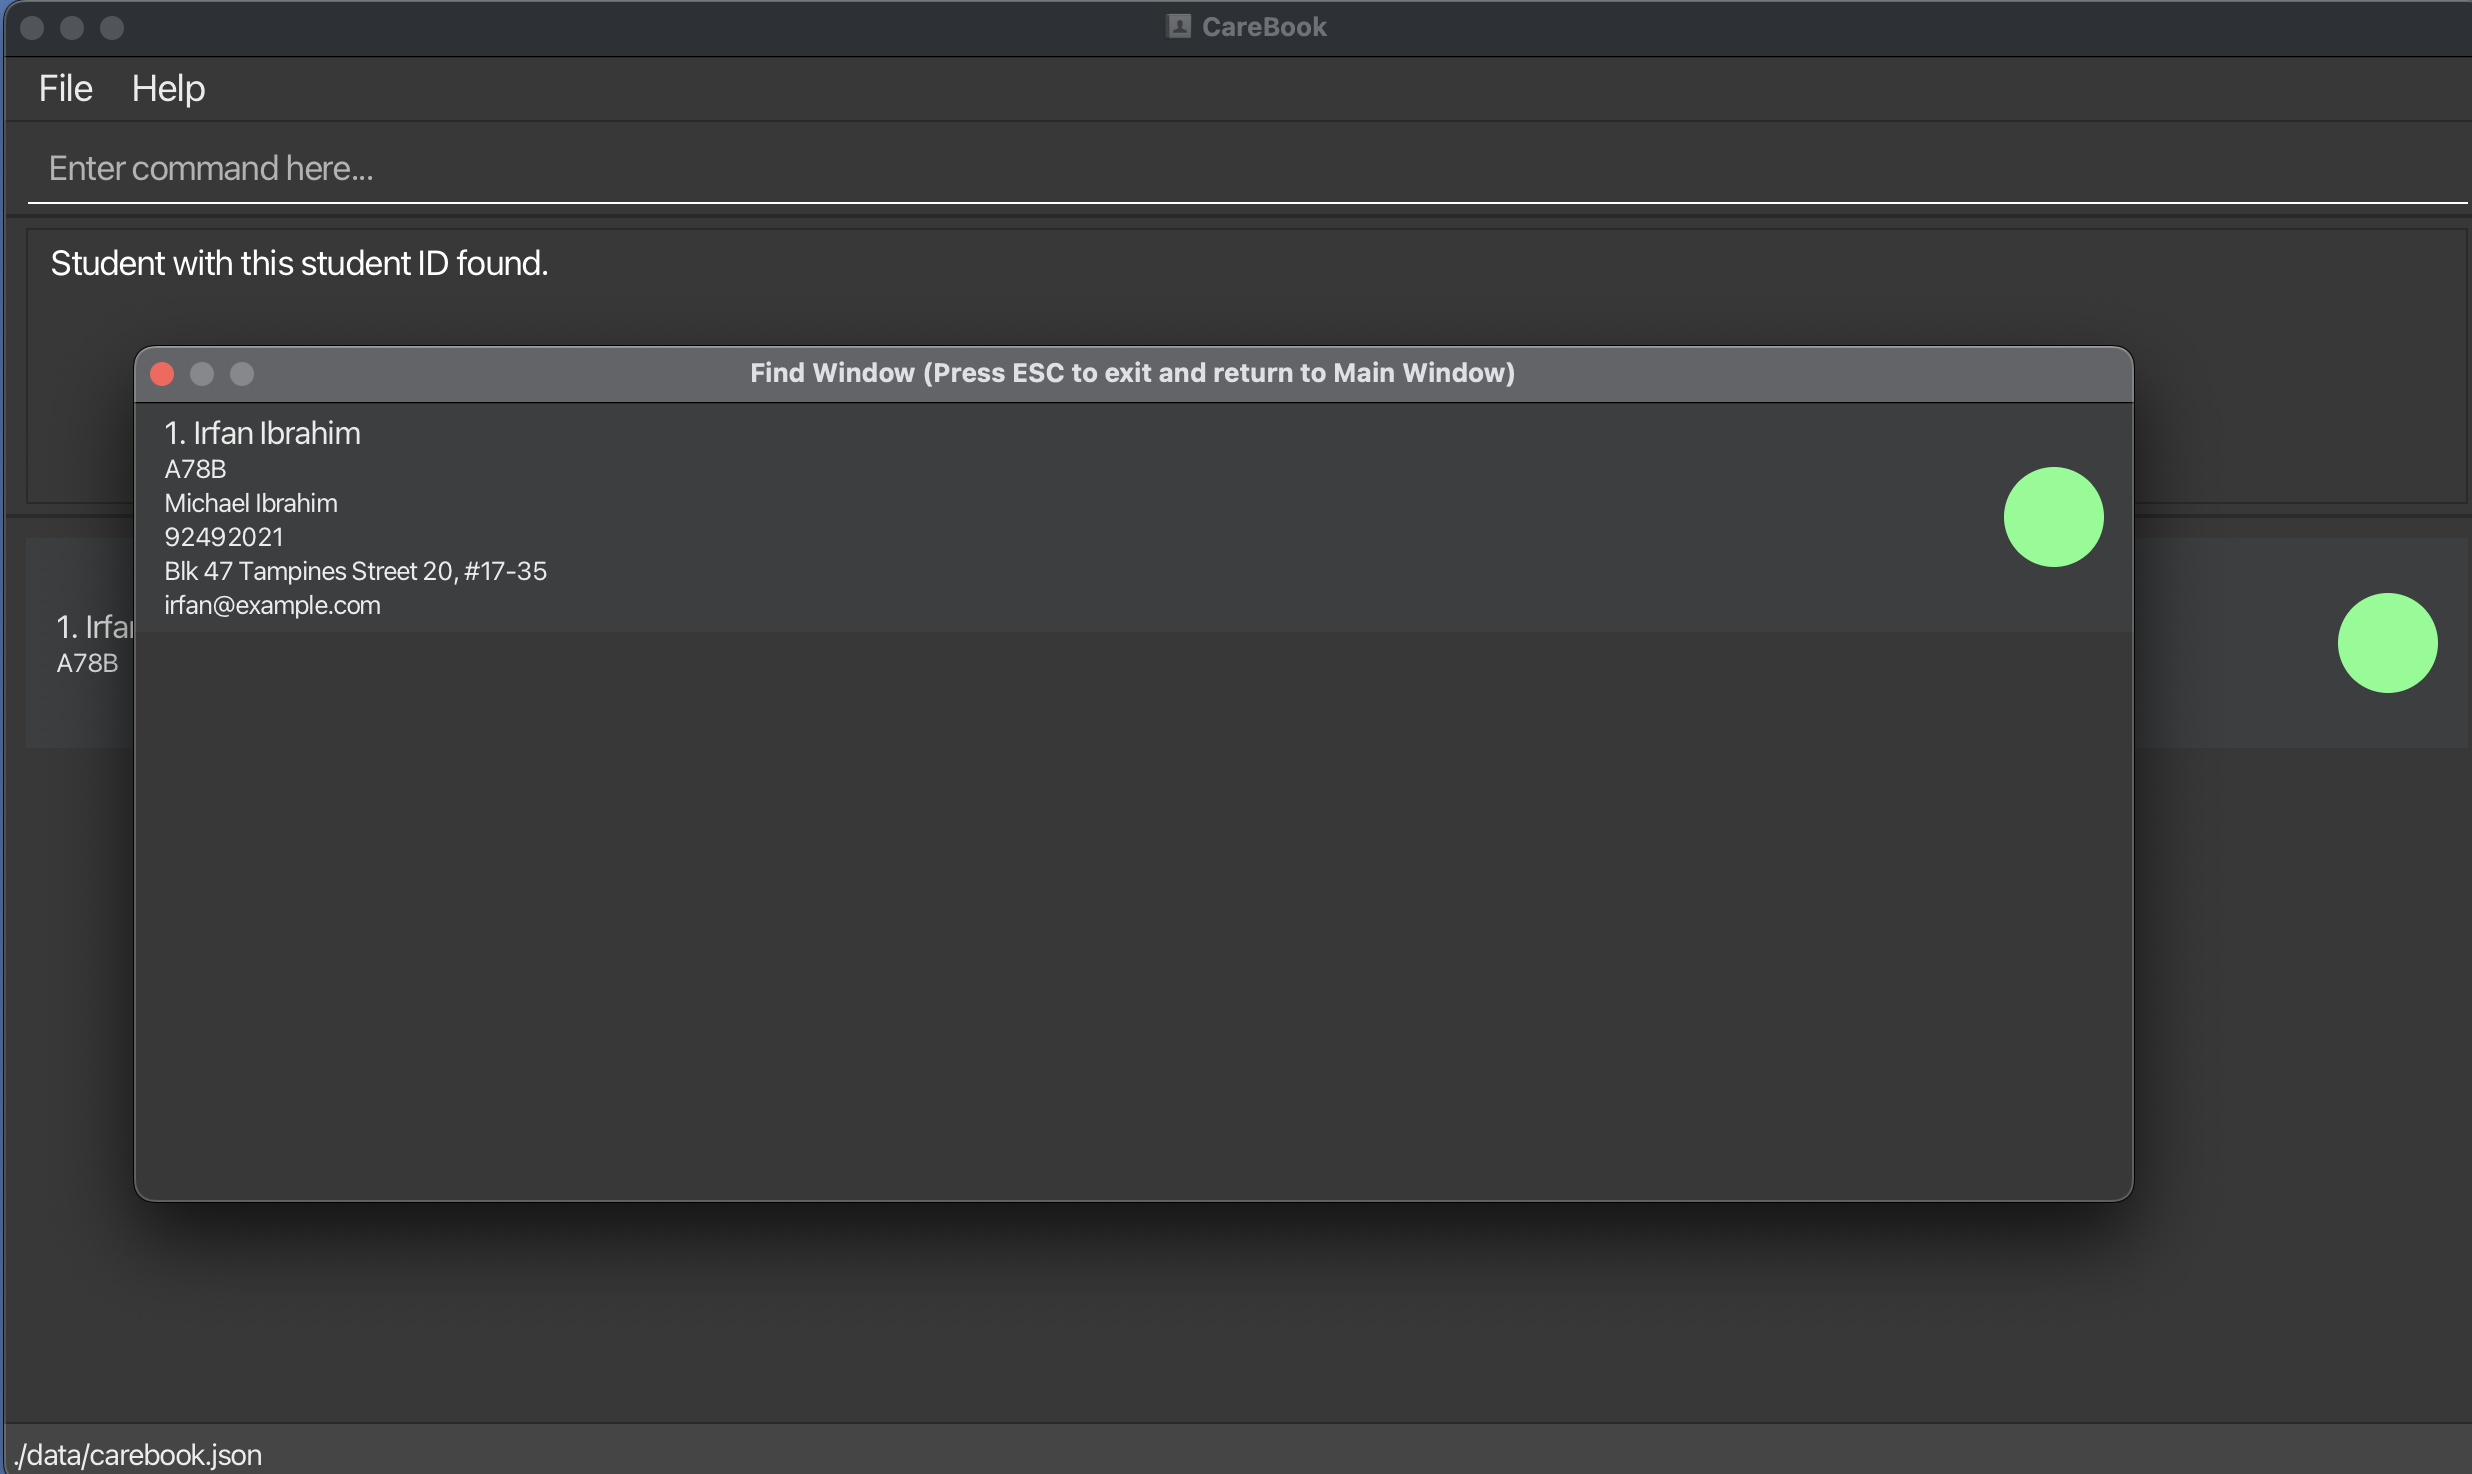 CareBook
File Help
Enter command here...
Student with this student ID found.
Find Window (Press ESC to exit and return to Main Window)
1. Irfan Ibrahim
A78B
Michael Ibrahim
92492021
Blk 47 Tampines Street 20, #17-35
irfan@example.com
1. Irfan
A78B
./data/carebook.json